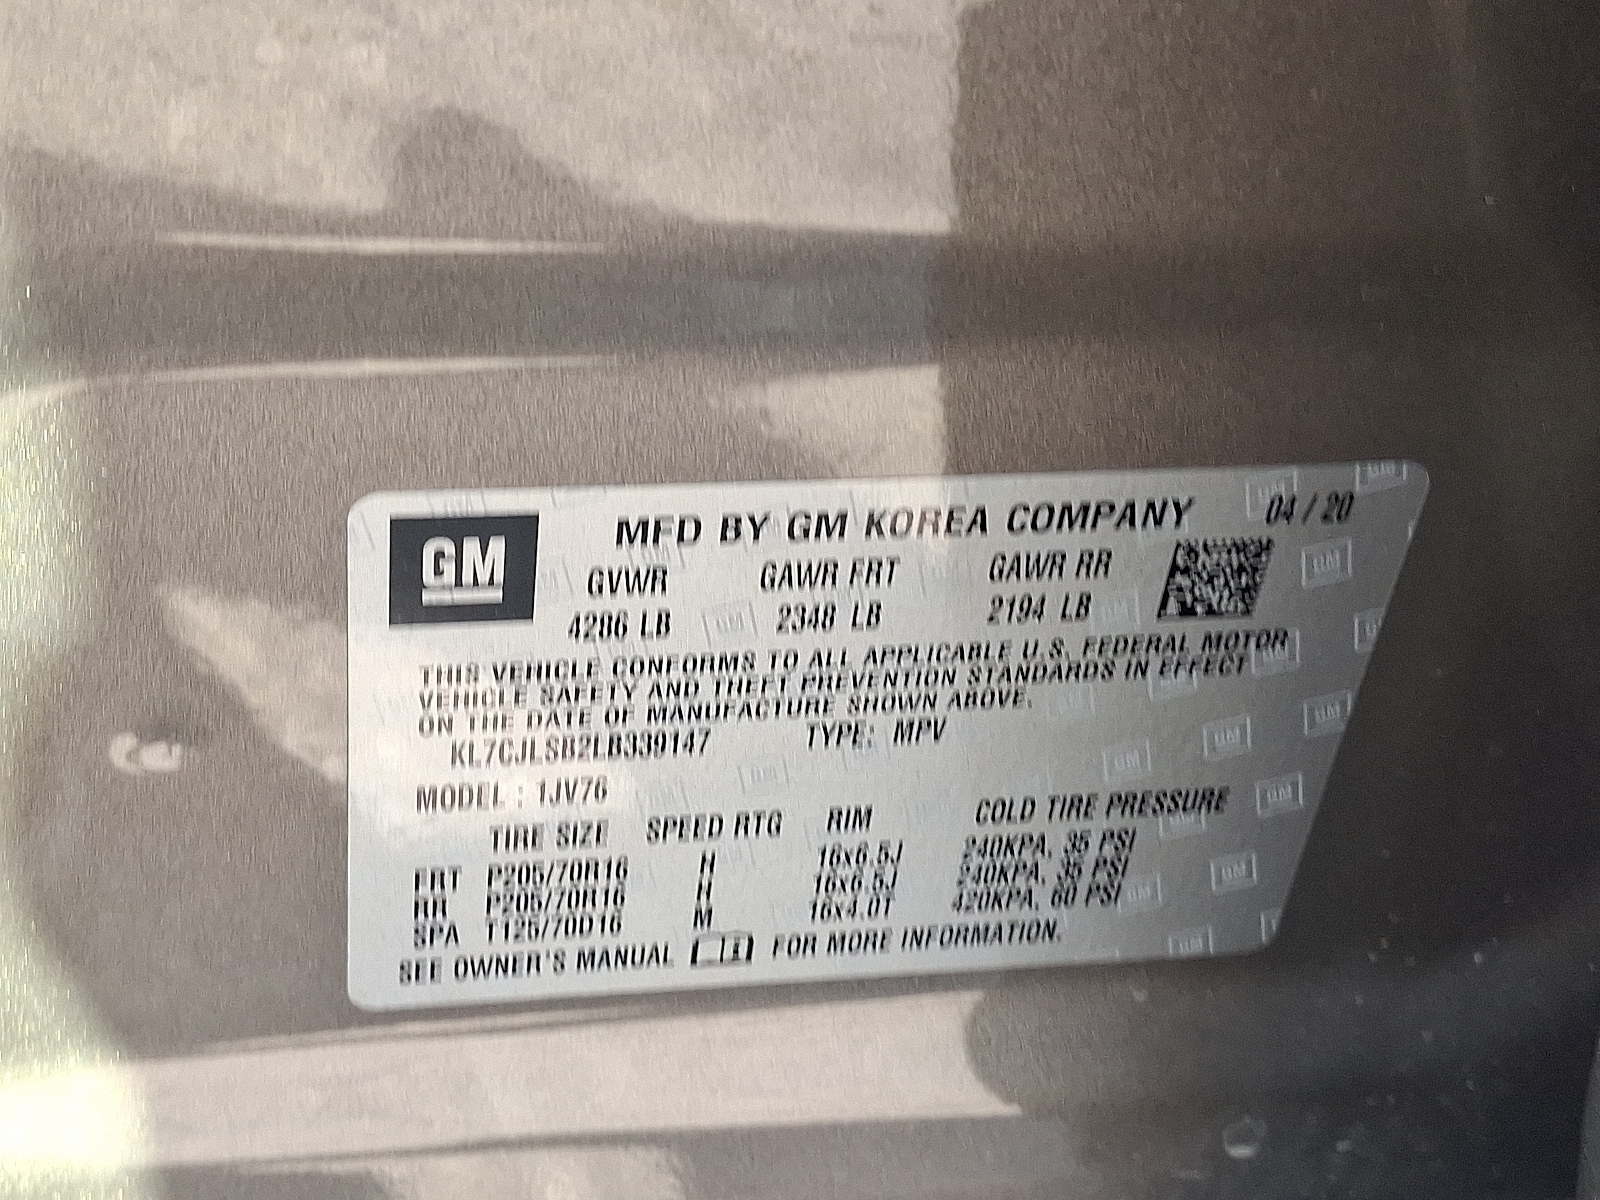 GM
MFD BY GM KOREA COMPANY 04 / 20
GVWR GAWR FRT GAWR RR
4286 LB 2348 LB 2194 LB
THIS VEHICLE CONFORMS TO ALL APPLICABLE U.S. FEDERAL MOTOR
VEHICLE SAFETY AND THEFT PREVENTION STANDARDS IN EFFECT
ON THE DATE OF MANUFACTURE SHOWN ABOVE.
KL7CJLSB2LB339147 TYPE: MPV
MODEL : 1JV76
TIRE SIZE SPEED RTG RIM COLD TIRE PRESSURE
FRT P205/70R16 H 16x6.5J 240KPA, 35 PSI
RR P205/70R16 H 16x6.5J 240KPA, 35 PSI
SPA T125/70D16 M 16x4.0T 420KPA, 60 PSI
SEE OWNER'S MANUAL FOR MORE INFORMATION.